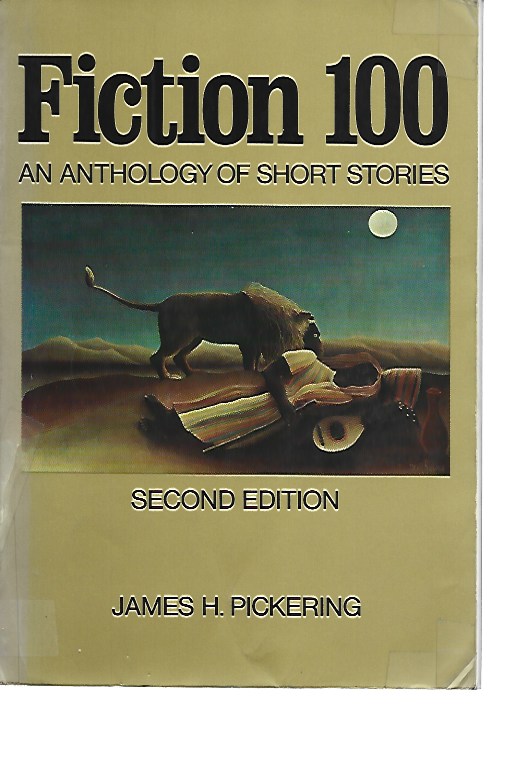 Fiction 100
AN ANTHOLOGY OF SHORT STORIES
SECOND EDITION
JAMES H. PICKERING